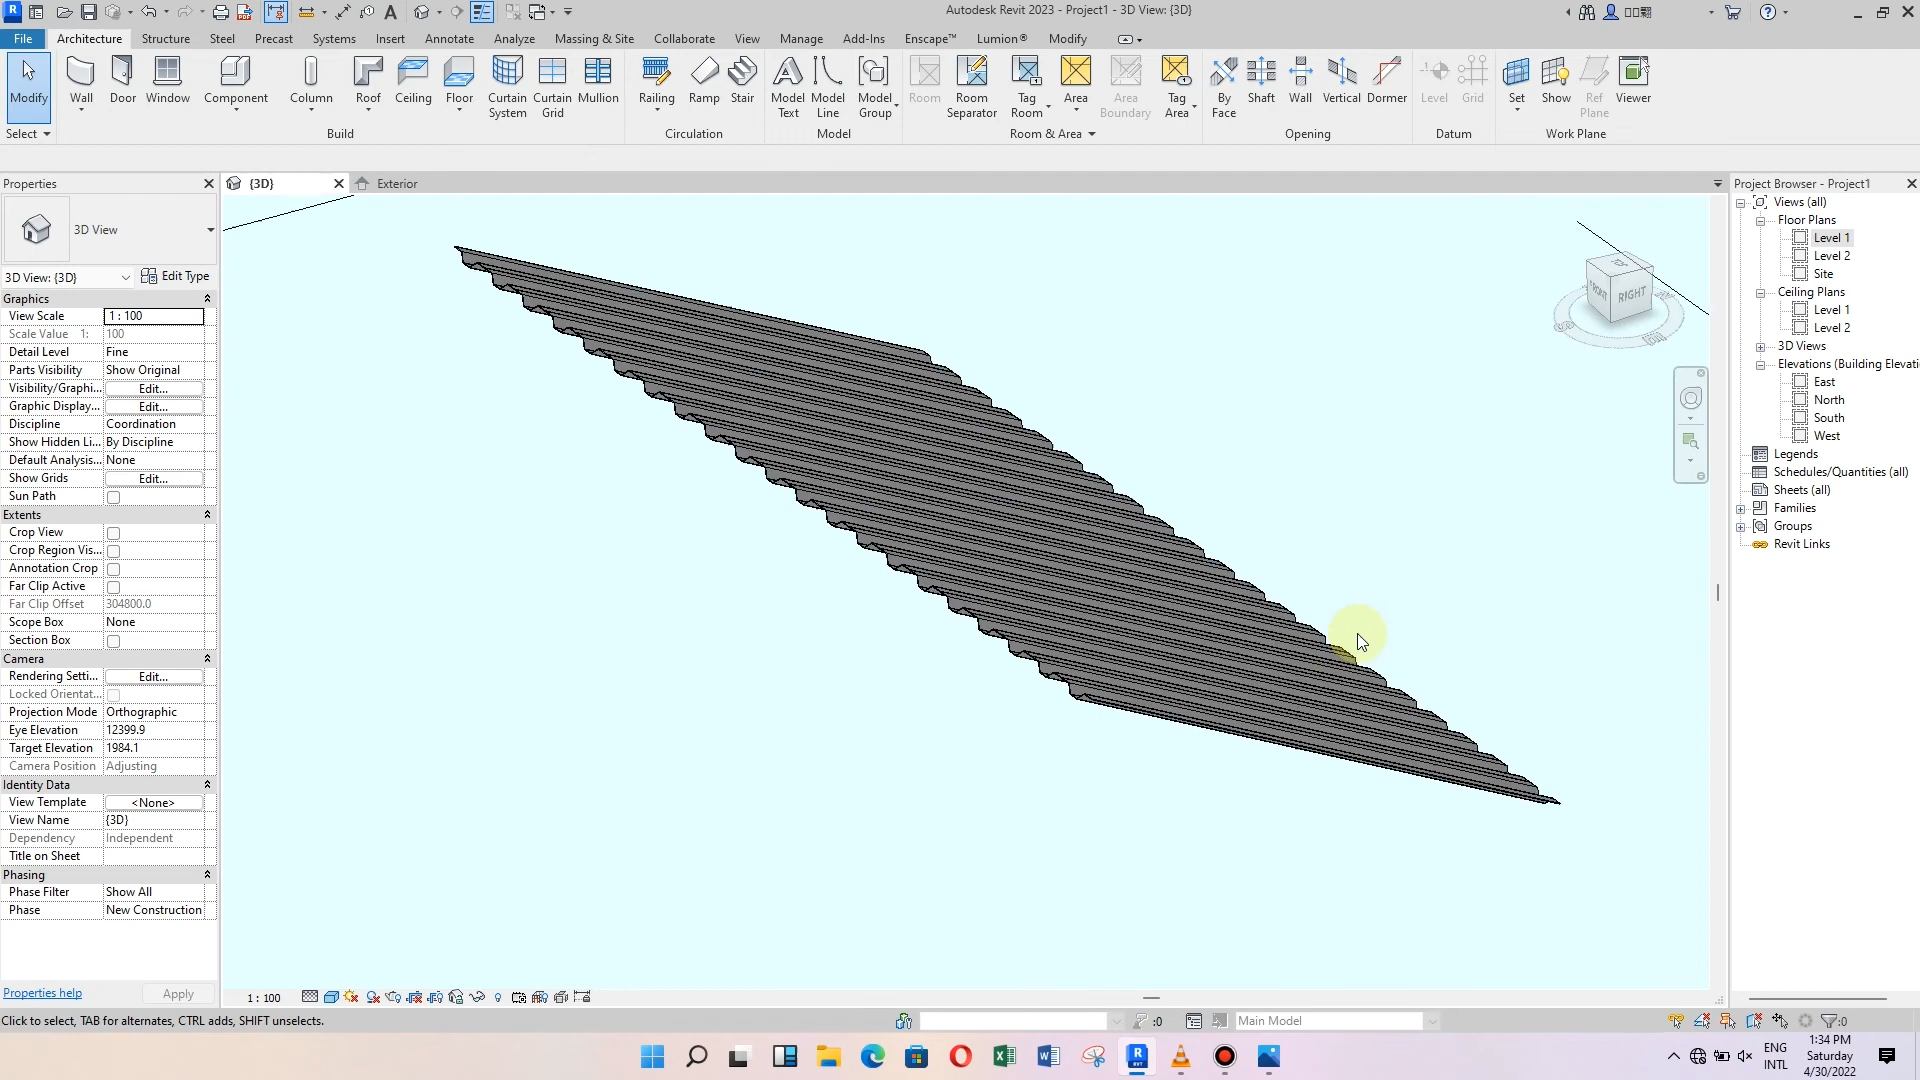 Autodesk Revit 2023 - Project1 - 3D View: {3D}
File Architecture Structure Steel Precast Systems Insert Annotate Analyze Massing & Site Collaborate View Manage Add-Ins Enscape™ Lumion® Modify
Modify Wall Door Window Component Column Roof Ceiling Floor Curtain System Curtain Grid Mullion Railing Ramp Stair Model Text Model Line Model Group Room Room Separator Tag Room Area Area Boundary Tag Area By Face Shaft Wall Vertical Dormer Level Grid Set Show Ref Plane Viewer
Select Build Circulation Model Room & Area Opening Datum Work Plane
Properties
3D View
3D View: {3D} Edit Type
Graphics
View Scale 1 : 100
Scale Value 1: 100
Detail Level Fine
Parts Visibility Show Original
Visibility/Graphi... Edit...
Graphic Display... Edit...
Discipline Coordination
Show Hidden Li... By Discipline
Default Analysis... None
Show Grids Edit...
Sun Path
Extents
Crop View
Crop Region Vis...
Annotation Crop
Far Clip Active
Far Clip Offset 304800.0
Scope Box None
Section Box
Camera
Rendering Setti... Edit...
Locked Orientat...
Projection Mode Orthographic
Eye Elevation 12399.9
Target Elevation 1984.1
Camera Position Adjusting
Identity Data
View Template <None>
View Name {3D}
Dependency Independent
Title on Sheet
Phasing
Phase Filter Show All
Phase New Construction
Properties help Apply
{3D} Exterior
FRONT RIGHT
1 : 100
Project Browser - Project1
Views (all)
Floor Plans
Level 1
Level 2
Site
Ceiling Plans
Level 1
Level 2
3D Views
Elevations (Building Elevati
East
North
South
West
Legends
Schedules/Quantities (all)
Sheets (all)
Families
Groups
Revit Links
Click to select, TAB for alternates, CTRL adds, SHIFT unselects.
:0
Main Model
:0
ENG
INTL
1:34 PM
Saturday
4/30/2022